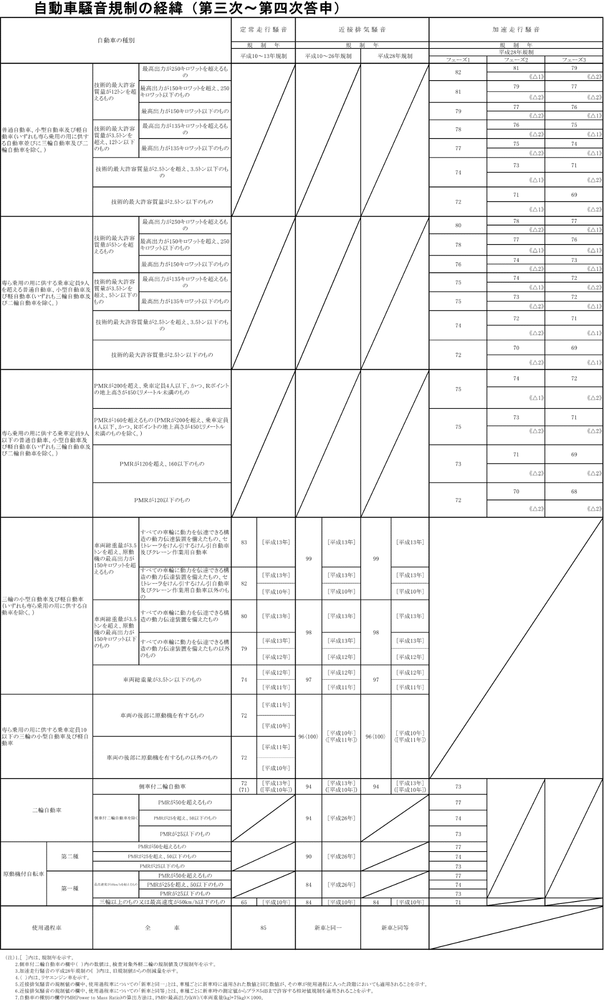 自動車騒音規制の経緯（第三次～第四次答申）
自動車の種別
定常走行騒音
近接排気騒音
加速走行騒音
規制年
規制年
規制年
平成10～13年規制
平成10～26年規制
平成28年規制
平成28年規制
フェーズ1
フェーズ2
フェーズ3
普通自動車、小型自動車及び軽自
動車(いずれも専ら乗用の用に供す
る自動車並びに三輪自動車及び二
輪自動車を除く。)
技術的最大許容
質量が12トンを超
えるもの
最高出力が250キロワットを超えるも
の
82
81
《△1》
79
《△2》
最高出力が150キロワットを超え、250
キロワット以下のもの
81
79
《△2》
77
《△2》
最高出力が150キロワット以下のもの
79
77
《△2》
76
《△1》
技術的最大許容
質量が3.5トンを
超え、12トン以下
のもの
最高出力が135キロワットを超えるも
の
78
76
《△2》
75
《△1》
最高出力が135キロワット以下のもの
77
75
《△2》
74
《△1》
技術的最大許容質量が2.5トンを超え、3.5トン以下のも
の
74
73
《△1》
71
《△2》
技術的最大許容質量が2.5トン以下のもの
72
71
《△1》
69
《△2》
専ら乗用の用に供する乗車定員9人
を超える普通自動車、小型自動車及
び軽自動車(いずれも三輪自動車及
び二輪自動車を除く。)
技術的最大許容
質量が5トンを超
えるもの
最高出力が250キロワットを超えるも
の
80
78
《△2》
77
《△1》
最高出力が150キロワットを超え、250
キロワット以下のもの
78
77
《△1》
76
《△1》
最高出力が150キロワット以下のもの
76
74
《△2》
73
《△1》
技術的最大許容
質量が3.5トンを
超え、5トン以下の
もの
最高出力が135キロワットを超えるも
の
75
74
《△1》
72
《△2》
最高出力が135キロワット以下のもの
75
73
《△2》
72
《△1》
技術的最大許容質量が2.5トンを超え、3.5トン以下のも
の
74
72
《△2》
71
《△1》
技術的最大許容質量が2.5トン以下のもの
72
70
《△2》
69
《△1》
専ら乗用の用に供する乗車定員9人
以下の普通自動車、小型自動車及
び軽自動車(いずれも三輪自動車及
び二輪自動車を除く。)
PMRが200を超え、乗車定員4人以下、かつ、Rポイント
の地上高さが450ミリメートル未満のもの
75
74
《△1》
72
《△2》
PMRが160を超えるもの(PMRが200を超え、乗車定員
4人以下、かつ、Rポイントの地上高さが450ミリメートル
未満のものを除く。)
75
73
《△2》
71
《△2》
PMRが120を超え、160以下のもの
73
71
《△2》
69
《△2》
PMRが120以下のもの
72
70
《△2》
68
《△2》
三輪の小型自動車及び軽自動車
(いずれも専ら乗用の用に供する自
動車を除く。)
車両総重量が3.5
トンを超え、原動
機の最高出力が
150キロワットを超
えるもの
すべての車輪に動力を伝達できる構
造の動力伝達装置を備えたもの、セ
ミトレーラをけん引するけん引自動車
及びクレーン作業用自動車
83
[平成13年]
99
[平成13年]
99
[平成13年]
すべての車輪に動力を伝達できる構
造の動力伝達装置を備えたもの、セ
ミトレーラをけん引するけん引自動車
及びクレーン作業用自動車以外のも
の
82
[平成13年]
[平成10年]
[平成13年]
[平成10年]
[平成13年]
[平成10年]
車両総重量が3.5
トンを超え、原動
機の最高出力が
150キロワット以下
のもの
すべての車輪に動力を伝達できる構
造の動力伝達装置を備えたもの
80
[平成13年]
98
[平成13年]
98
[平成13年]
すべての車輪に動力を伝達できる構
造の動力伝達装置を備えたもの以外
のもの
79
[平成13年]
[平成12年]
[平成13年]
[平成12年]
[平成13年]
[平成12年]
車両総重量が3.5トン以下のもの
74
[平成12年]
[平成11年]
97
[平成12年]
[平成11年]
97
[平成12年]
[平成11年]
専ら乗用の用に供する乗車定員10
以下の三輪の小型自動車及び軽自
動車
車両の後部に原動機を有するもの
72
[平成11年]
[平成10年]
96〈100〉
[平成10年]
〈[平成11年]〉
96〈100〉
[平成10年]
〈[平成11年]〉
車両の後部に原動機を有するもの以外のもの
72
[平成11年]
[平成10年]
二輪自動車
側車付二輪自動車
72
(71)
[平成13年]
([平成10年])
94
[平成13年]
([平成10年])
94
[平成13年]
([平成10年])
73
側車付二輪自動車を除く
PMRが50を超えるもの
77
PMRが25を超え、50以下のもの
94
[平成26年]
74
PMRが25以下のもの
73
原動機付自転車
第二種
PMRが50を超えるもの
77
PMRが25を超え、50以下のもの
90
[平成26年]
74
PMRが25以下のもの
73
第一種
最高速度が50km/hを超えるもの
PMRが50を超えるもの
77
PMRが25を超え、50以下のもの
84
[平成26年]
74
PMRが25以下のもの
73
三輪以上のもの又は最高速度が50km/h以下のもの
65
[平成10年]
84
[平成10年]
84
[平成10年]
71
使用過程車
全車
85
新車と同一
新車と同等
(注)1.[ ]内は、規制年を示す。
2.側車付二輪自動車の欄中( )内の数値は、検査対象外軽二輪の規制値及び規制年を示す。
3.加速走行騒音の平成28年規制の《 》内は、旧規制値からの削減量を示す。
4.〈 〉内は、リヤエンジン車を示す。
5.近接排気騒音の規制値の欄中、使用過程車についての「新車と同一」とは、車種ごとに新車時に適用された数値と同じ数値が、その車が使用過程に入った段階においても適用されることを示す。
6.近接排気騒音の規制値の欄中、使用過程車についての「新車と同等」とは、車種ごとに新車時の測定値からプラス5dBまで許容する相対値規制を適用されることを示す。
7.自動車の種別の欄中PMR(Power to Mass Ratio)の算出方法は、PMR=最高出力(kW)/(車両重量(kg)+75kg)×1000。